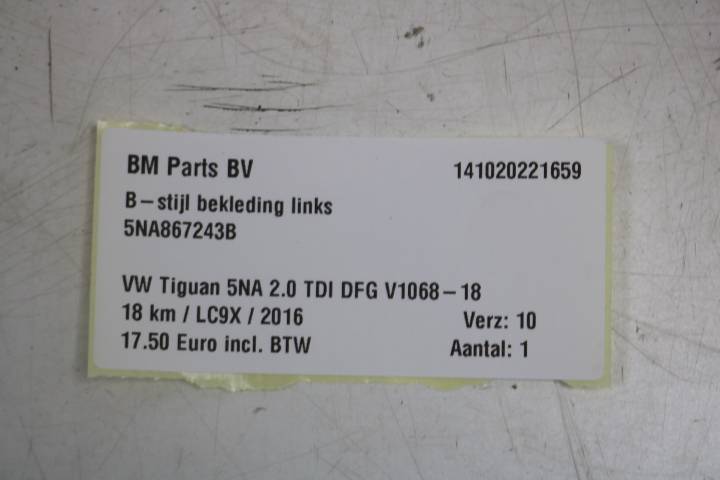 BM Parts BV 141020221659
B-stijl bekleding links
5NA867243B
VW Tiguan 5NA 2.0 TDI DFG V1068-18
18 km / LC9X / 2016 Verz: 10
17.50 Euro incl. BTW Aantal: 1